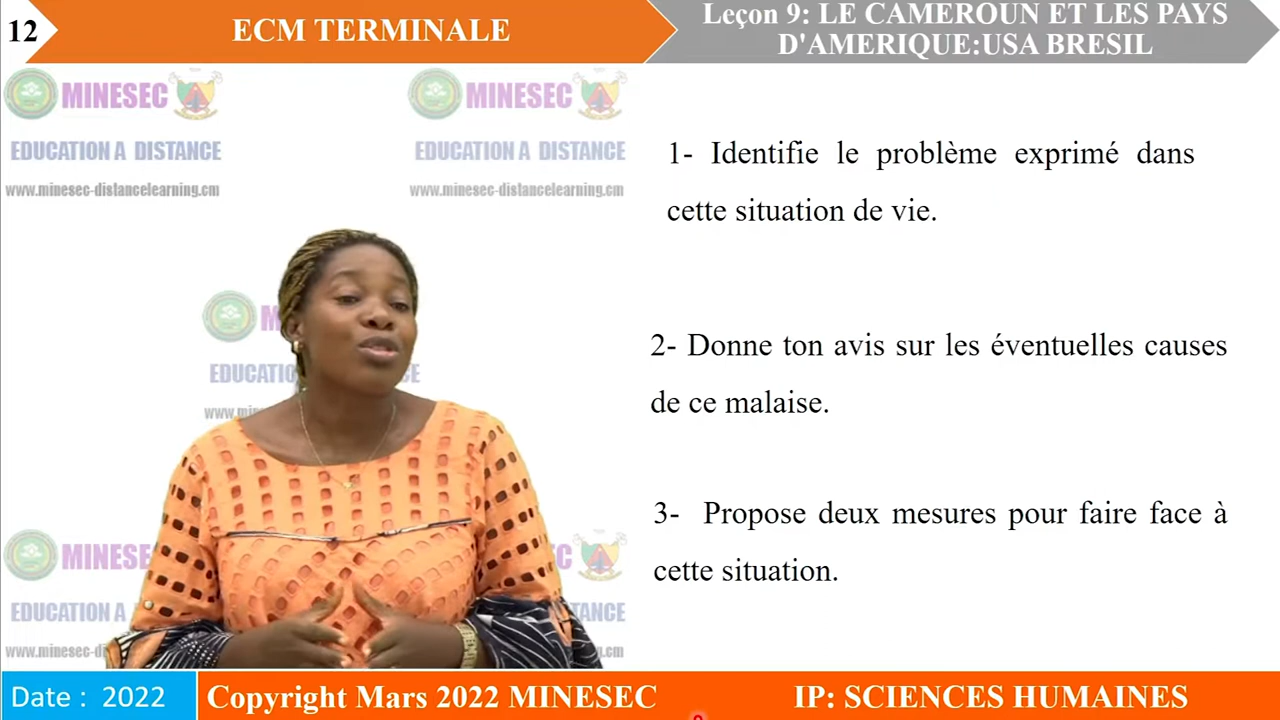 12
ECM TERMINALE
Leçon 9: LE CAMEROUN ET LES PAYS
D'AMERIQUE:USA BRESIL
MINESEC
EDUCATION A DISTANCE
www.minesec-distancelearning.cm
MINESEC
EDUCATION A DISTANCE
www.minesec-distancelearning.cm
1- Identifie le problème exprimé dans
cette situation de vie.
2- Donne ton avis sur les éventuelles causes
de ce malaise.
3- Propose deux mesures pour faire face à
cette situation.
Date : 2022
Copyright Mars 2022 MINESEC
IP: SCIENCES HUMAINES